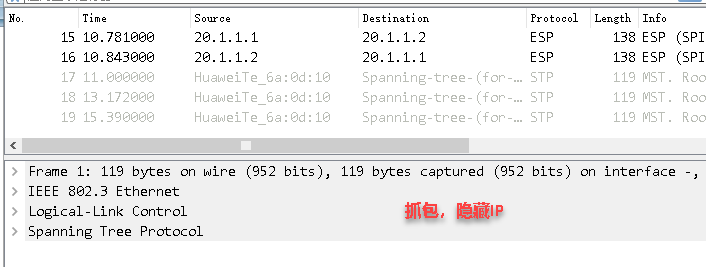 No. Time Source Destination Protocol Length Info
15 10.781000 20.1.1.1 20.1.1.2 ESP 138 ESP (SPI
16 10.843000 20.1.1.2 20.1.1.1 ESP 138 ESP (SPI
17 11.000000 HuaweiTe_6a:0d:10 Spanning-tree-(for-… STP 119 MST. Roo
18 13.172000 HuaweiTe_6a:0d:10 Spanning-tree-(for-… STP 119 MST. Roo
19 15.390000 HuaweiTe_6a:0d:10 Spanning-tree-(for-… STP 119 MST. Roo
Frame 1: 119 bytes on wire (952 bits), 119 bytes captured (952 bits) on interface -,
IEEE 802.3 Ethernet
Logical-Link Control
Spanning Tree Protocol
抓包，隐藏IP